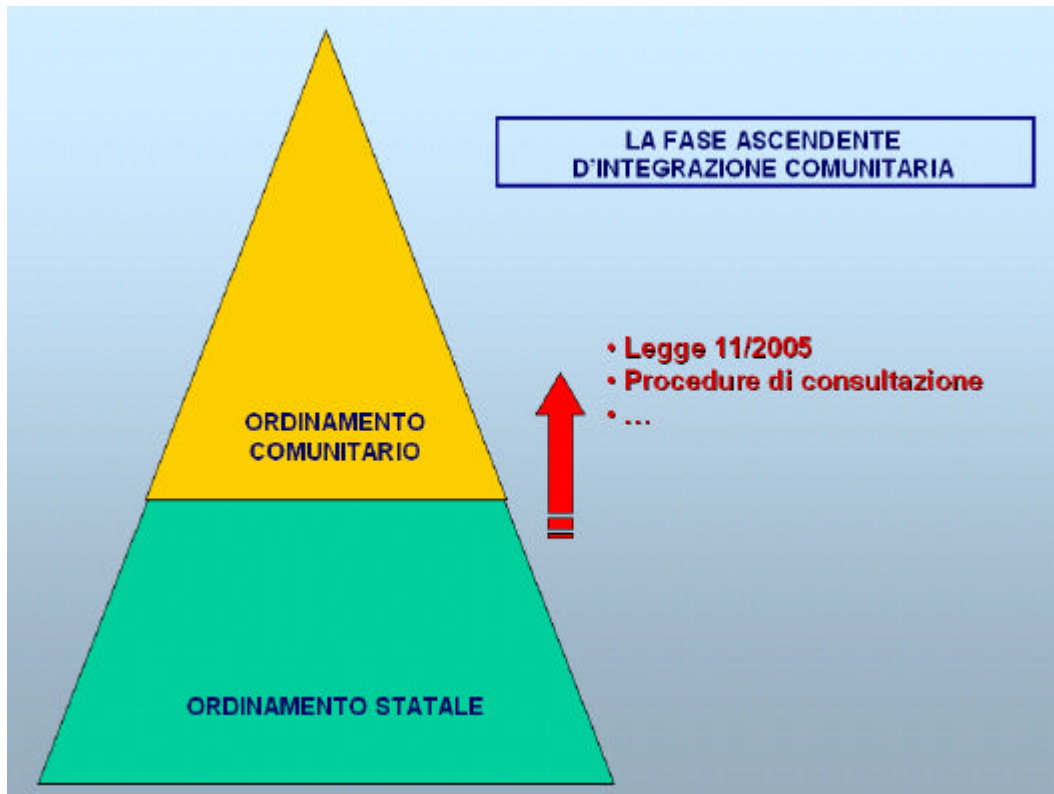 LA FASE ASCENDENTE
D'INTEGRAZIONE COMUNITARIA
• Legge 11/2005
• Procedure di consultazione
• ...
ORDINAMENTO
COMUNITARIO
ORDINAMENTO STATALE